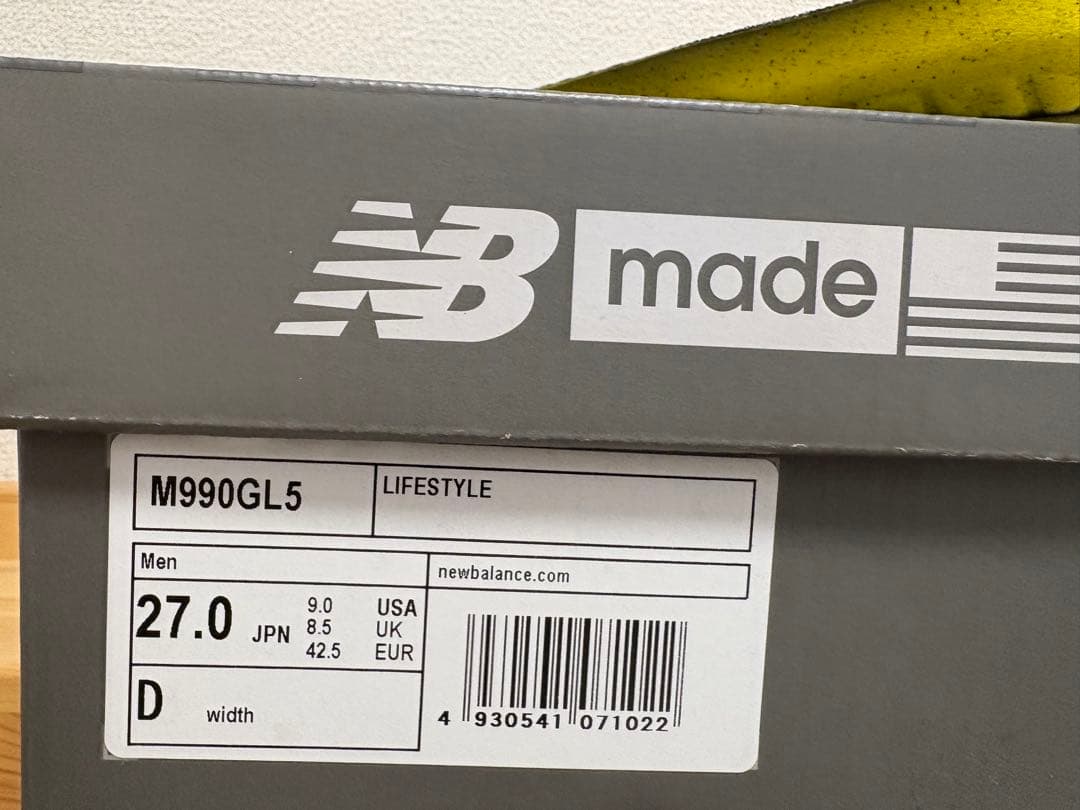 NB made
M990GL5
LIFESTYLE
Men
newbalance.com
27.0 JPN
9.0 USA
8.5 UK
42.5 EUR
D width
4 930541 071022